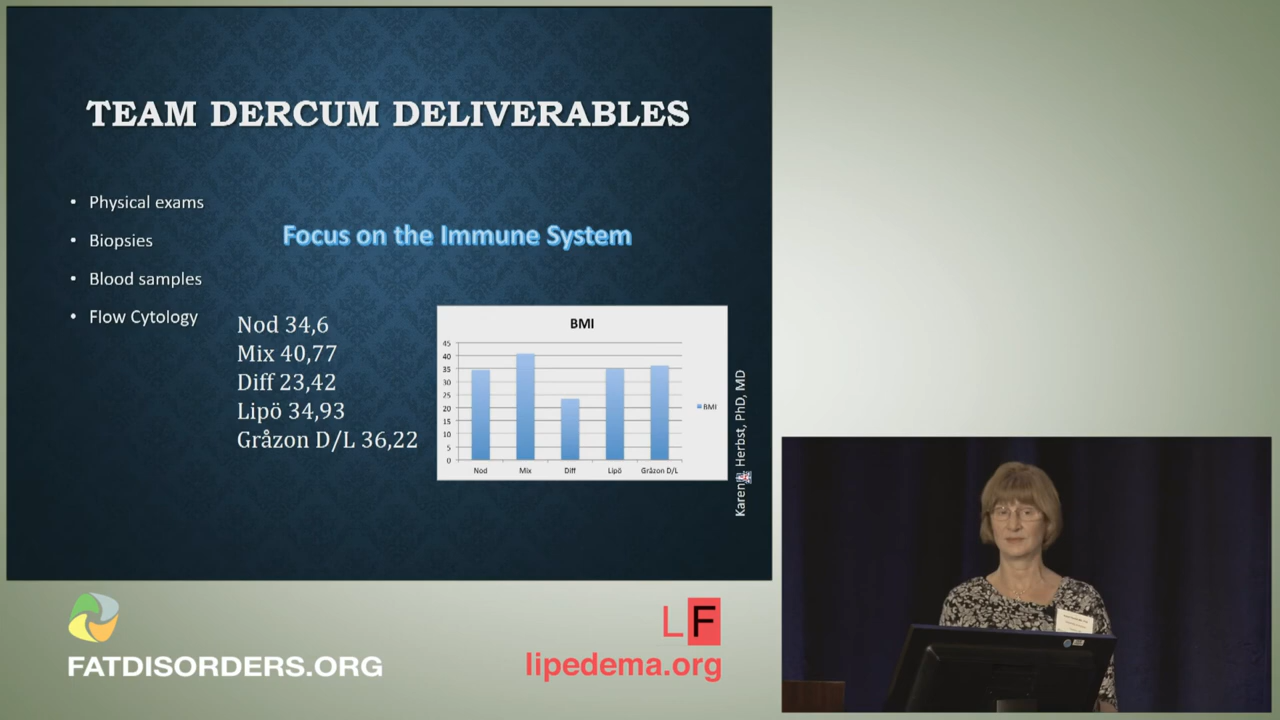 TEAM DERCUM DELIVERABLES
• Physical exams
• Biopsies
• Blood samples
• Flow Cytology
Focus on the Immune System
Nod 34,6
Mix 40,77
Diff 23,42
Lipö 34,93
Gråzon D/L 36,22
BMI
45
40
35
30
25
20
15
10
5
0
Nod Mix Diff Lipö Gråzon D/L
BMI
Karen Herbst, PhD, MD
FATDISORDERS.ORG
LF
lipedema.org